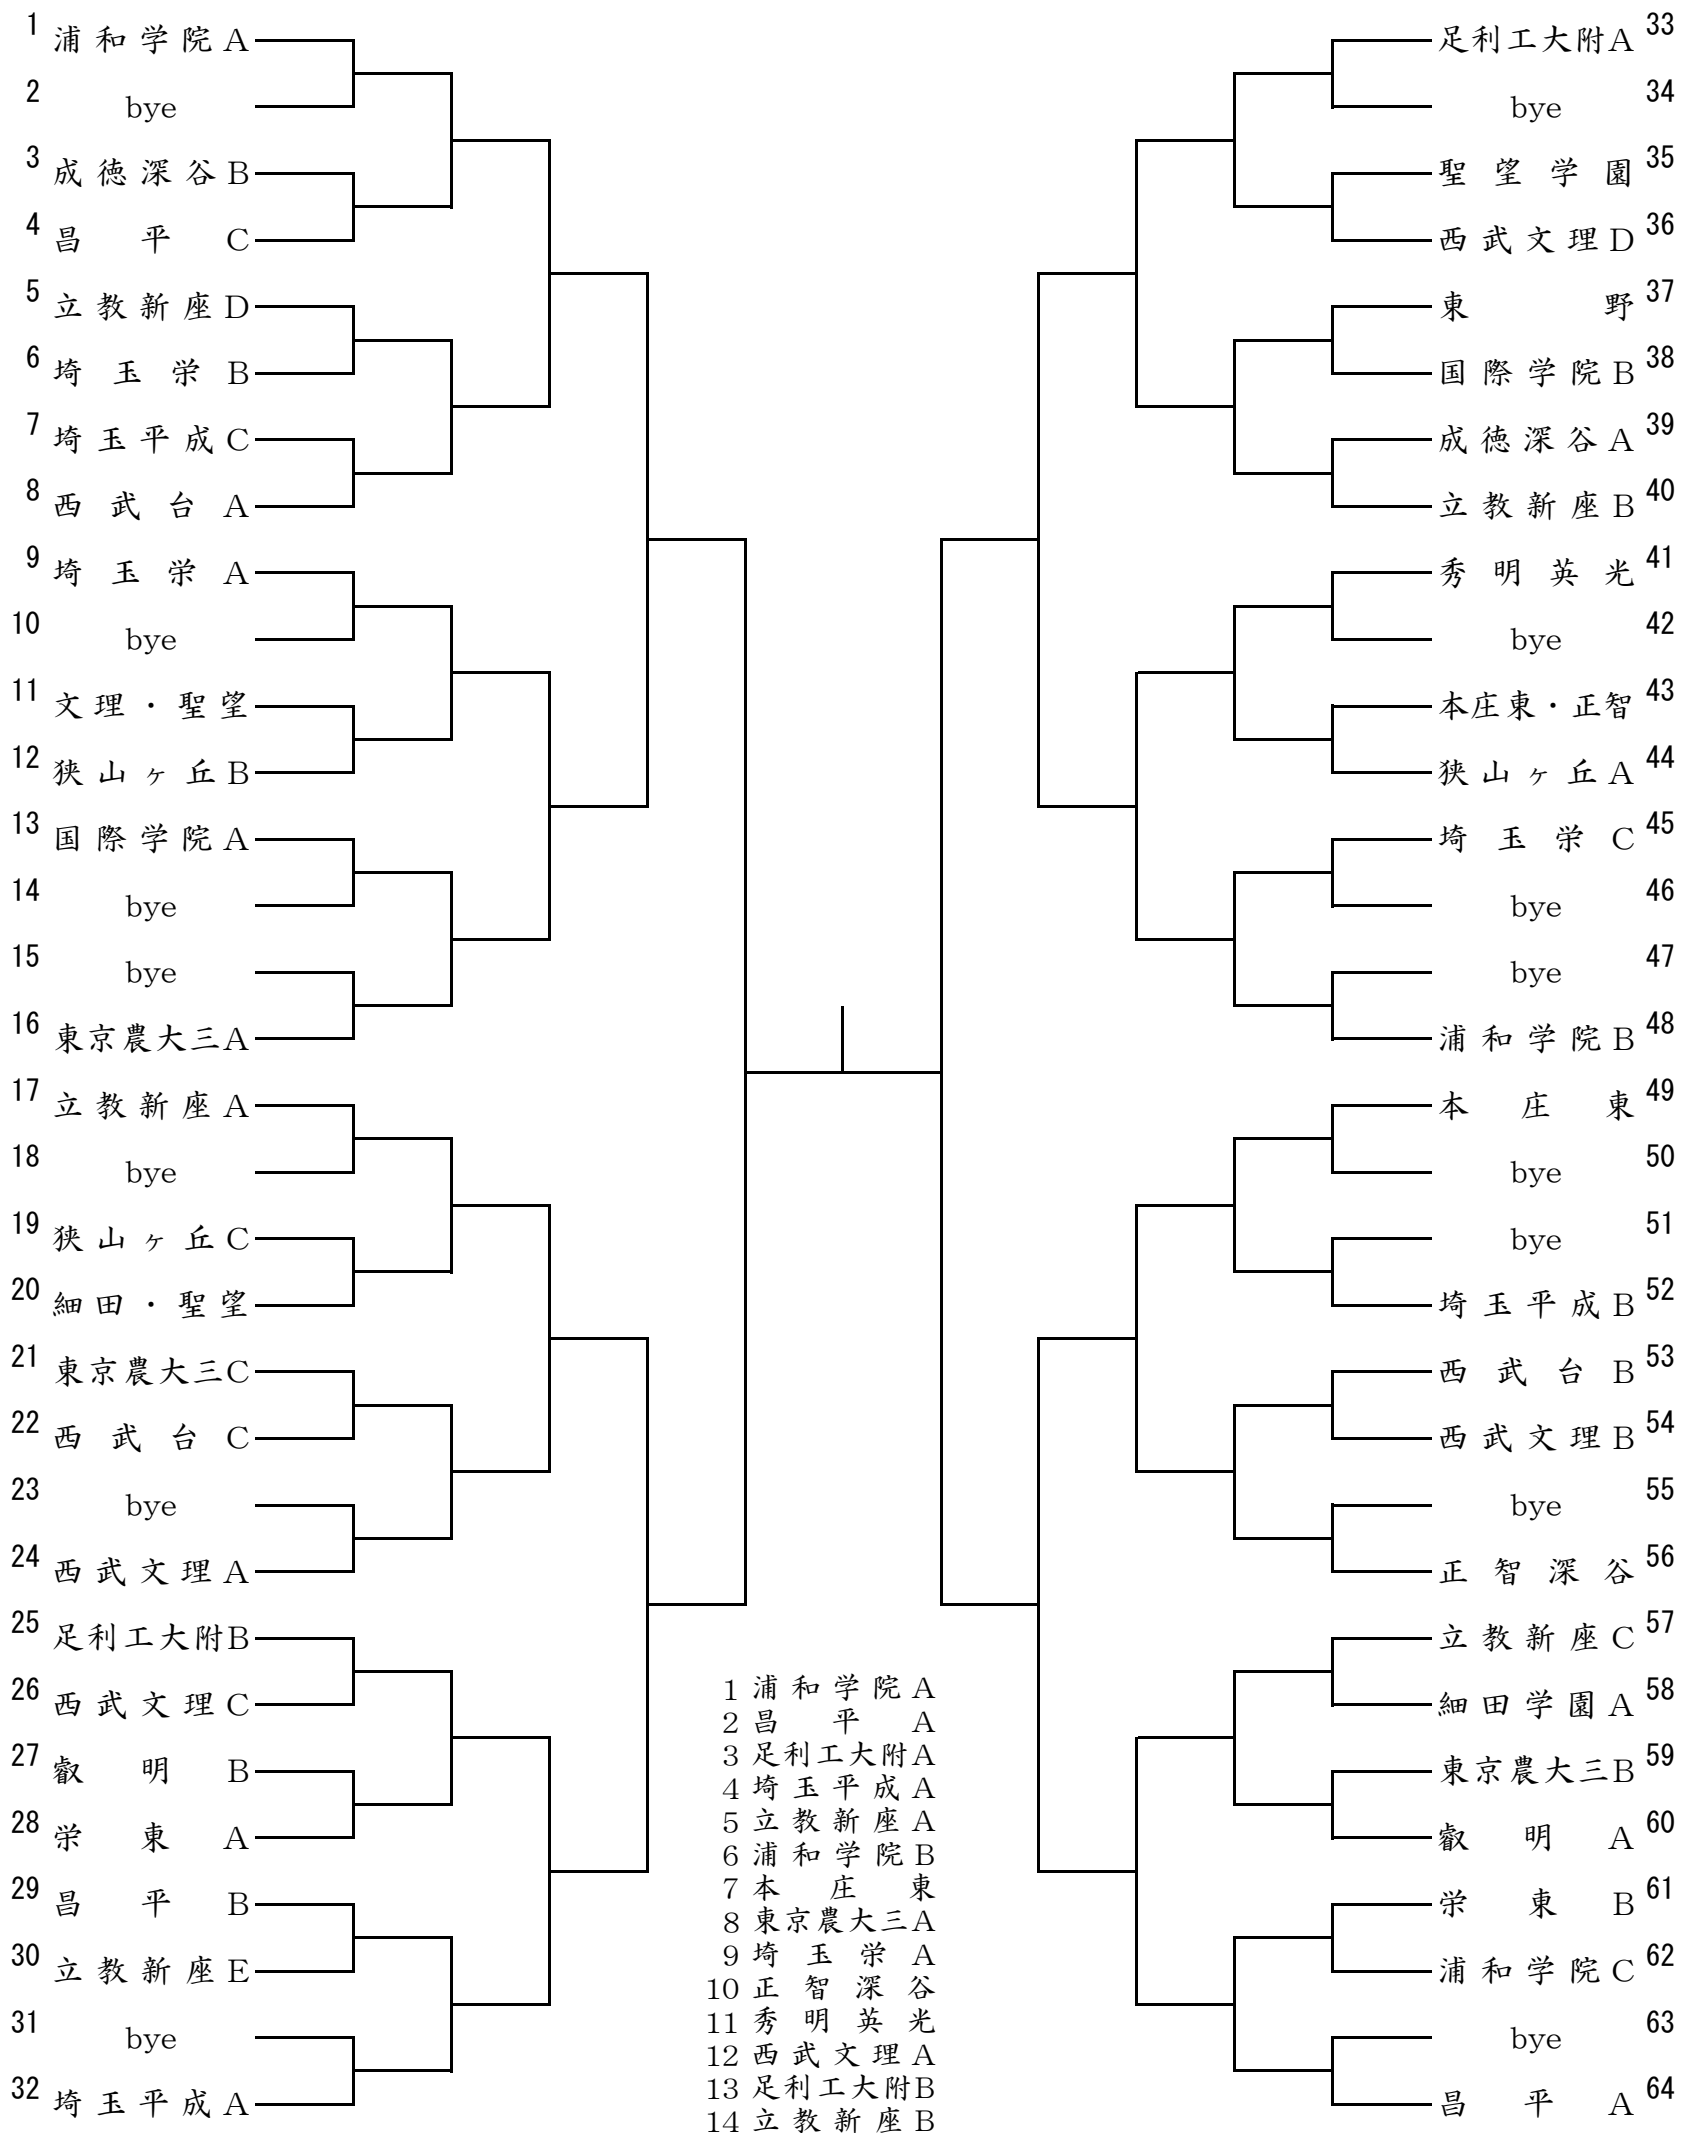 1 浦和学院A
2 bye
3 成徳深谷B
4 昌平C
5 立教新座D
6 埼玉栄B
7 埼玉平成C
8 西武台A
9 埼玉栄A
10 bye
11 文理・聖望
12 狭山ヶ丘B
13 国際学院A
14 bye
15 bye
16 東京農大三A
17 立教新座A
18 bye
19 狭山ヶ丘C
20 細田・聖望
21 東京農大三C
22 西武台C
23 bye
24 西武文理A
25 足利工大附B
26 西武文理C
27 叡明B
28 栄東A
29 昌平B
30 立教新座E
31 bye
32 埼玉平成A
1 浦和学院A
2 昌平A
3 足利工大附A
4 埼玉平成A
5 立教新座A
6 浦和学院B
7 本庄東
8 東京農大三A
9 埼玉栄A
10 正智深谷
11 秀明英光
12 西武文理A
13 足利工大附B
14 立教新座B
足利工大附A 33
bye 34
聖望学園 35
西武文理D 36
東野 37
国際学院B 38
成徳深谷A 39
立教新座B 40
秀明英光 41
bye 42
本庄東・正智 43
狭山ヶ丘A 44
埼玉栄C 45
bye 46
bye 47
浦和学院B 48
本庄東 49
bye 50
bye 51
埼玉平成B 52
西武台B 53
西武文理B 54
bye 55
正智深谷 56
立教新座C 57
細田学園A 58
東京農大三B 59
叡明A 60
栄東B 61
浦和学院C 62
bye 63
昌平A 64